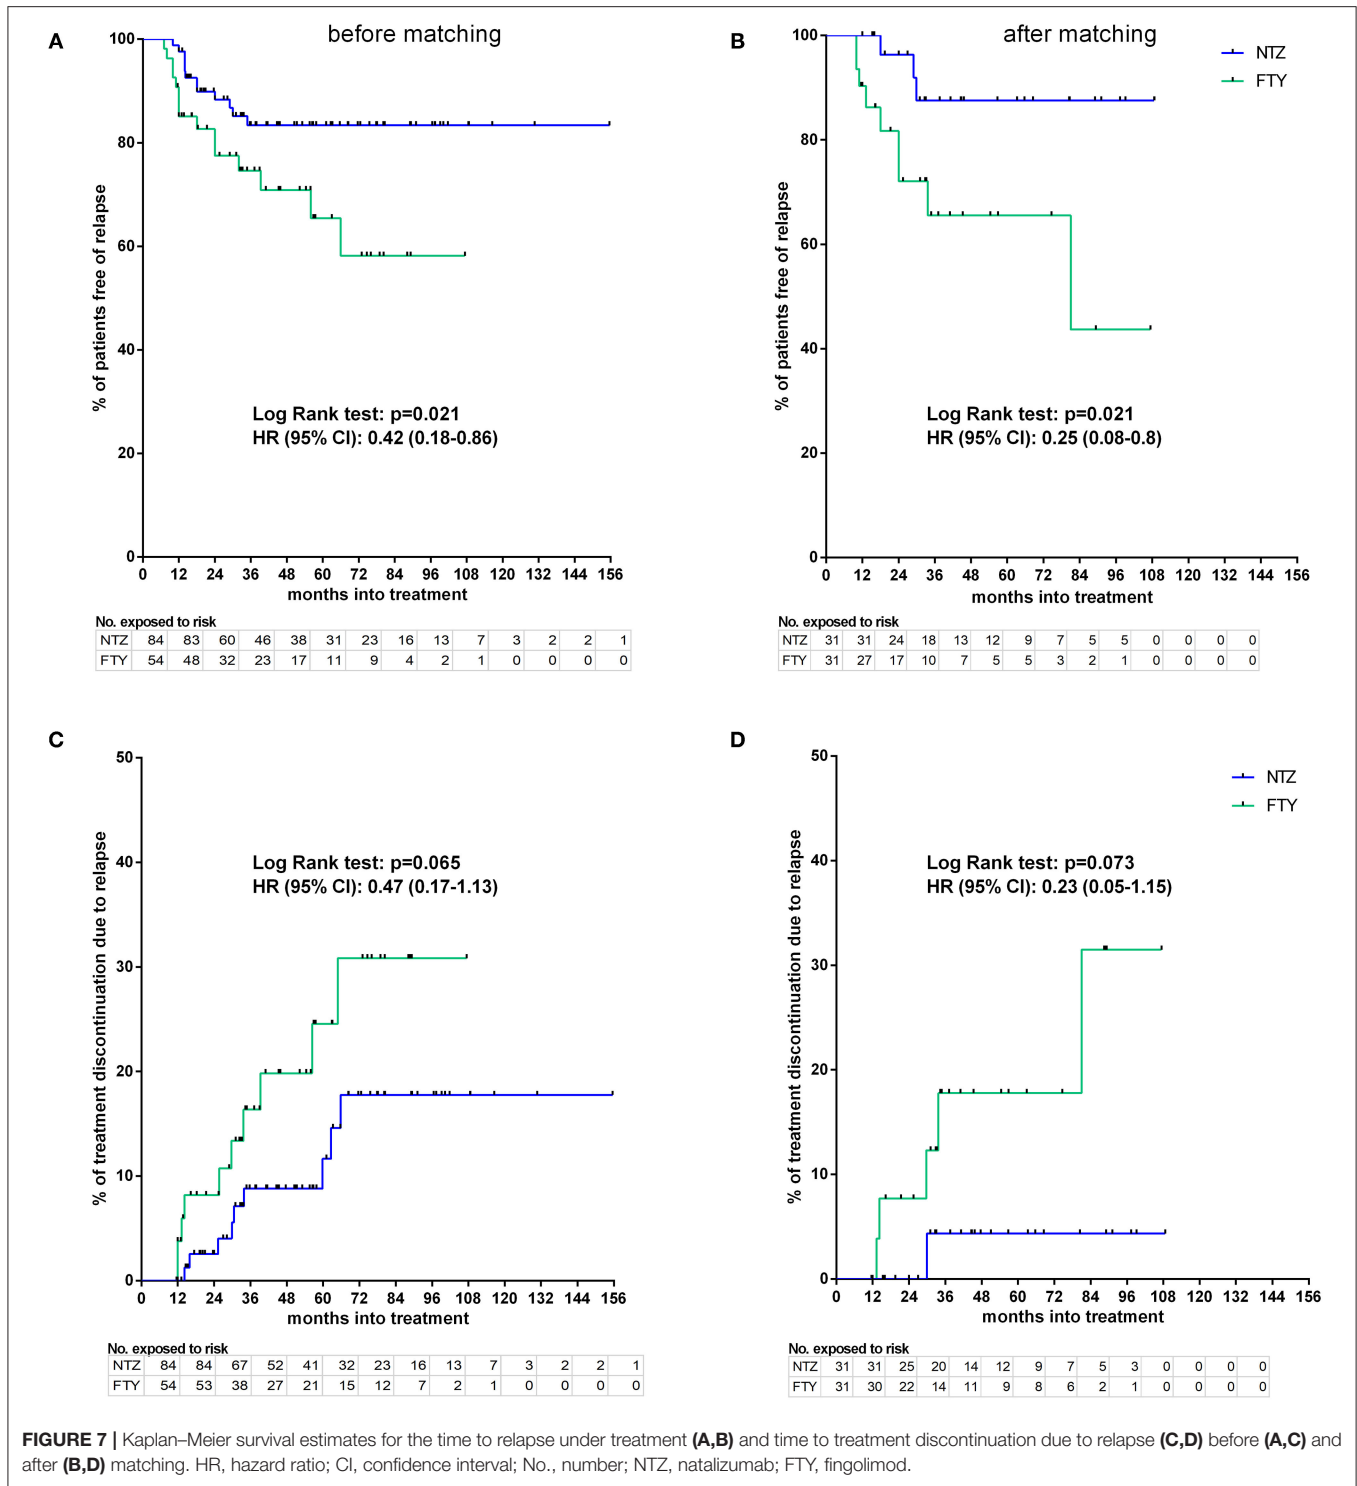 A
before matching
100
80
60
40
20
0
% of patients free of relapse
Log Rank test: p=0.021
HR (95% CI): 0.42 (0.18-0.86)
0 12 24 36 48 60 72 84 96 108 120 132 144 156
months into treatment
No. exposed to risk
NTZ 84 83 60 46 38 31 23 16 13 7 3 2 2 1
FTY 54 48 32 23 17 11 9 4 2 1 0 0 0 0
B
after matching
NTZ
FTY
100
80
60
40
20
0
% of patients free of relapse
Log Rank test: p=0.021
HR (95% CI): 0.25 (0.08-0.8)
0 12 24 36 48 60 72 84 96 108 120 132 144 156
months into treatment
No. exposed to risk
NTZ 31 31 24 18 13 12 9 7 5 5 0 0 0 0
FTY 31 27 17 10 7 5 5 3 2 1 0 0 0 0
C
50
40
30
20
10
0
% of treatment discontinuation due to relapse
Log Rank test: p=0.065
HR (95% CI): 0.47 (0.17-1.13)
0 12 24 36 48 60 72 84 96 108 120 132 144 156
months into treatment
No. exposed to risk
NTZ 84 84 67 52 41 32 23 16 13 7 3 2 2 1
FTY 54 53 38 27 21 15 12 7 2 1 0 0 0 0
D
NTZ
FTY
50
40
30
20
10
0
% of treatment discontinuation due to relapse
Log Rank test: p=0.073
HR (95% CI): 0.23 (0.05-1.15)
0 12 24 36 48 60 72 84 96 108 120 132 144 156
months into treatment
No. exposed to risk
NTZ 31 31 25 20 14 12 9 7 5 3 0 0 0 0
FTY 31 30 22 14 11 9 8 6 2 1 0 0 0 0
FIGURE 7 | Kaplan–Meier survival estimates for the time to relapse under treatment (A,B) and time to treatment discontinuation due to relapse (C,D) before (A,C) and
after (B,D) matching. HR, hazard ratio; CI, confidence interval; No., number; NTZ, natalizumab; FTY, fingolimod.